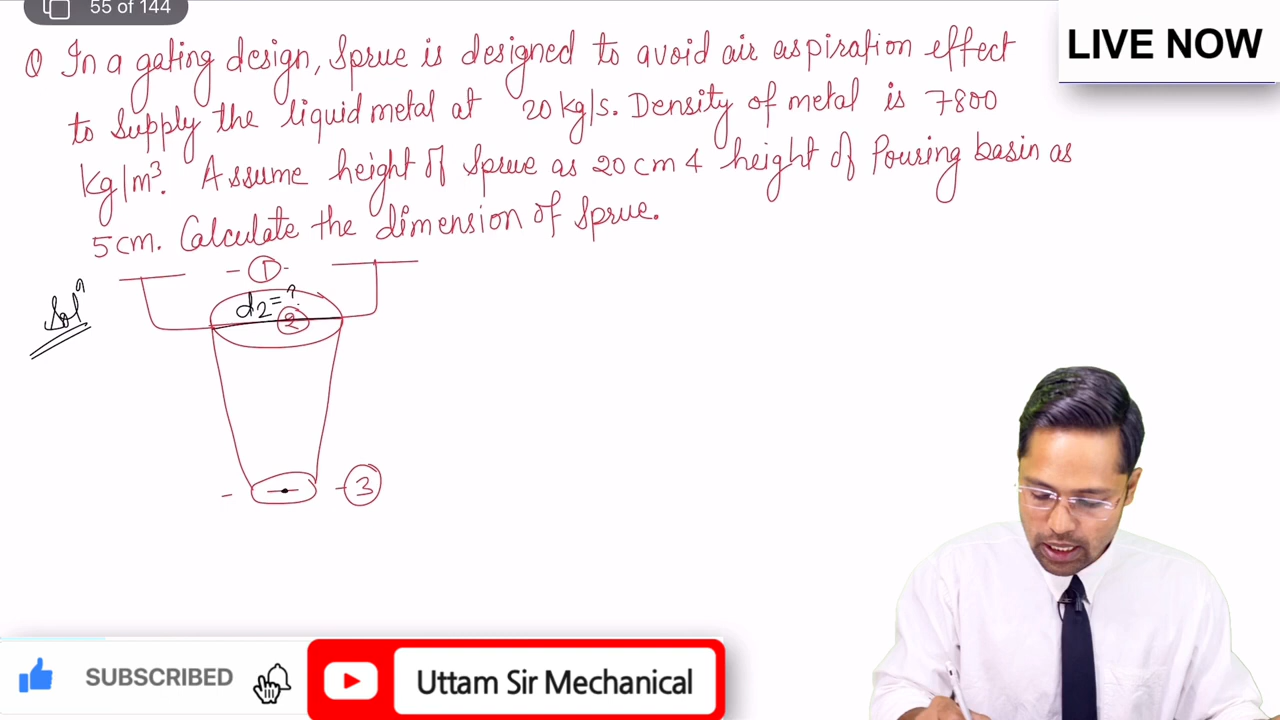 55 of 144
LIVE NOW
Q In a gating design, Sprue is designed to avoid air aspiration effect
to Supply the liquid metal at 20 kg/s. Density of metal is 7800
kg/m³. Assume height of Sprue as 20 cm & height of Pouring basin as
5 cm. Calculate the dimension of Sprue.
Solⁿ
-①-
d2=?
②
- -③
SUBSCRIBED
Uttam Sir Mechanical